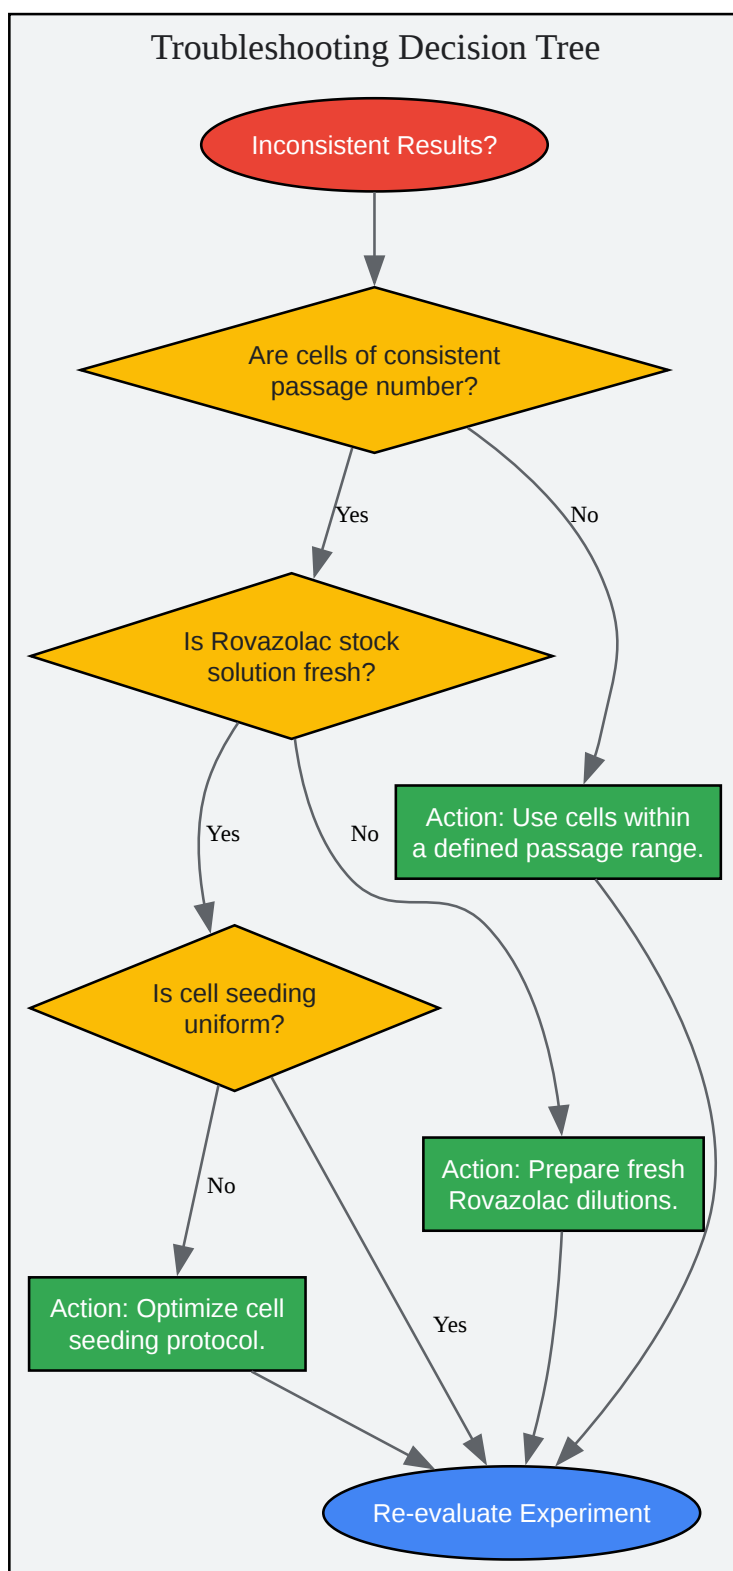 Troubleshooting Decision Tree
Inconsistent Results?
Are cells of consistent
passage number?
Yes
No
Is Rovazolac stock
solution fresh?
Action: Use cells within
a defined passage range.
Yes
No
Is cell seeding
uniform?
Action: Prepare fresh
Rovazolac dilutions.
No
Action: Optimize cell
seeding protocol.
Yes
Re-evaluate Experiment